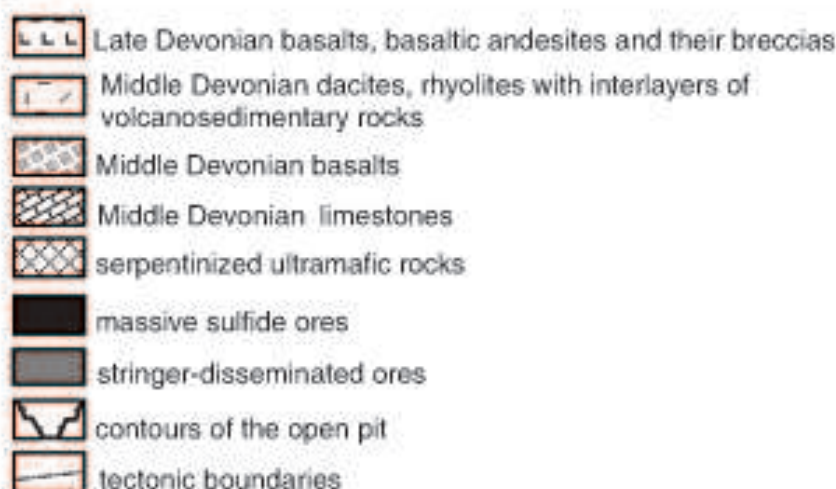 Late Devonian basalts, basaltic andesites and their breccias
Middle Devonian dacites, rhyolites with interlayers of
volcanosedimentary rocks
Middle Devonian basalts
Middle Devonian limestones
serpentinized ultramafic rocks
massive sulfide ores
stringer-disseminated ores
contours of the open pit
tectonic boundaries